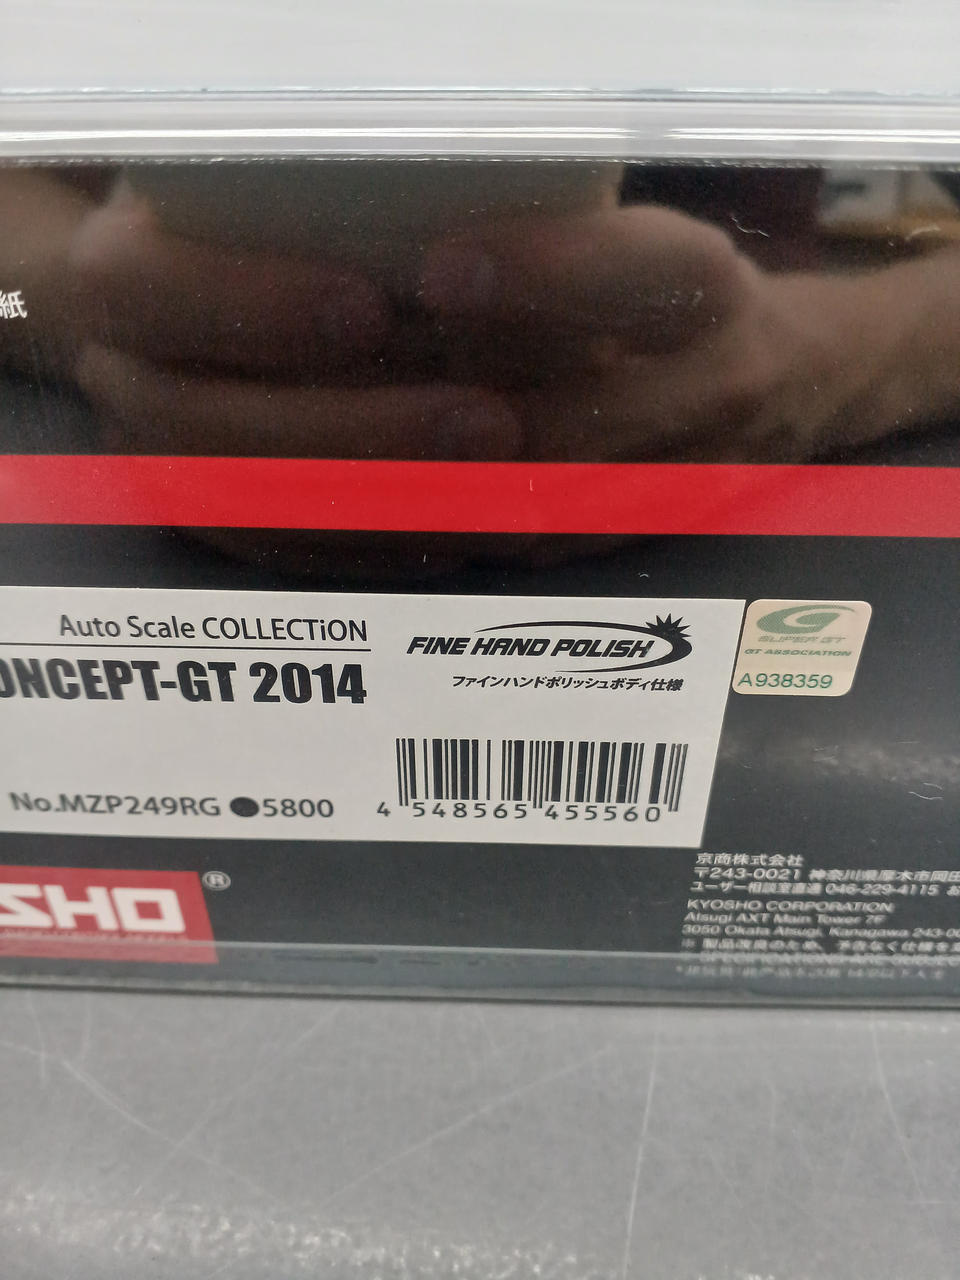 紙
Auto Scale COLLECTiON
ONCEPT-GT 2014
No.MZP249RG ●5800
FINE HAND POLISH
ファインハンドポリッシュボディ仕様
4 548565 455560
SUPER GT
GT ASSOCIATION
A938359
SHO ®
京商株式会社
〒243-0021 神奈川県厚木市岡田
ユーザー相談室直通 046-229-4115 お
KYOSHO CORPORATION
Atsugi AXT Main Tower 7F
3050 Okata Atsugi, Kanagawa 243-00
※ 製品改良のため、予告なく仕様を変